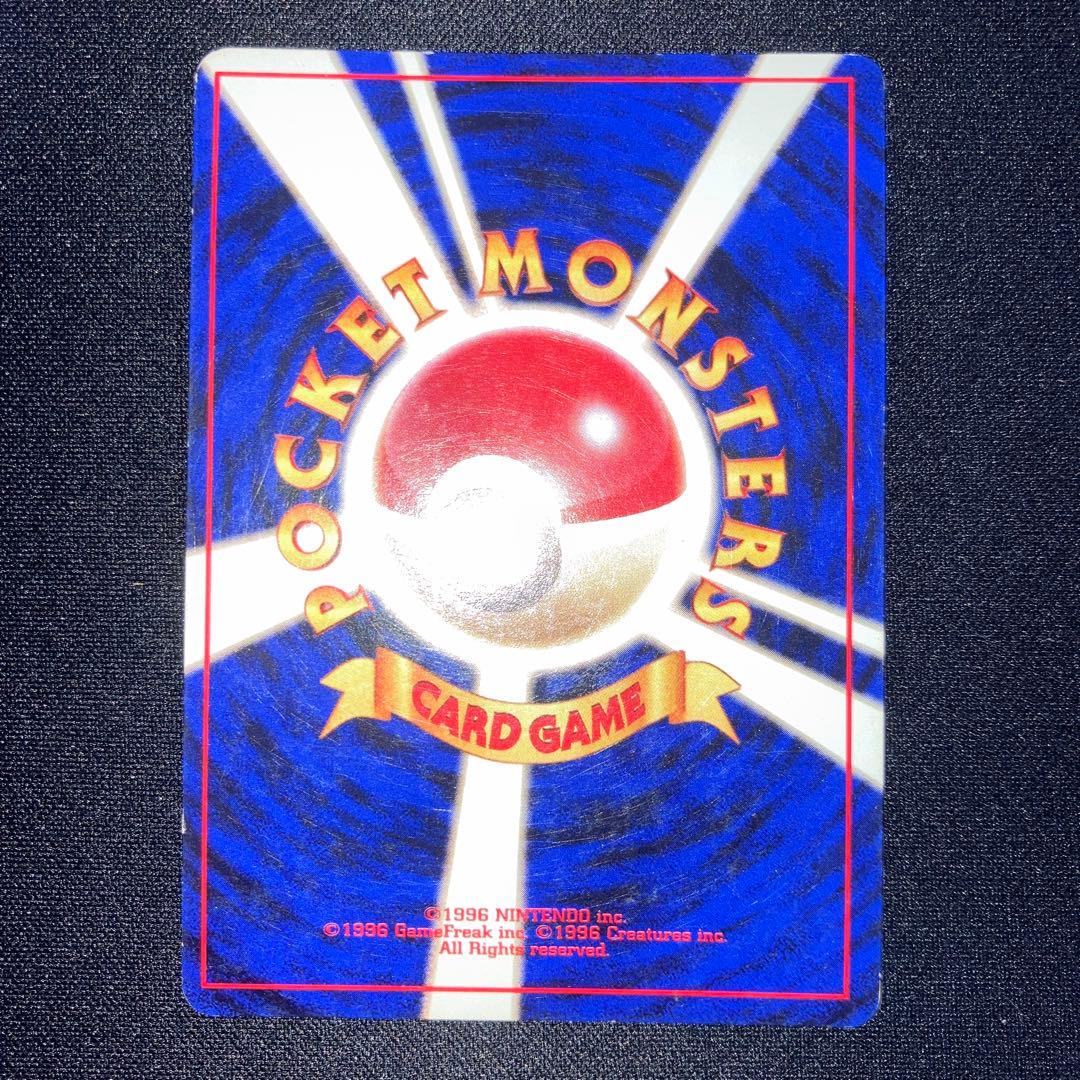 POCKET MONSTERS
CARD GAME
©1996 NINTENDO inc.
©1996 GameFreak inc. ©1996 Creatures inc.
All Rights reserved.